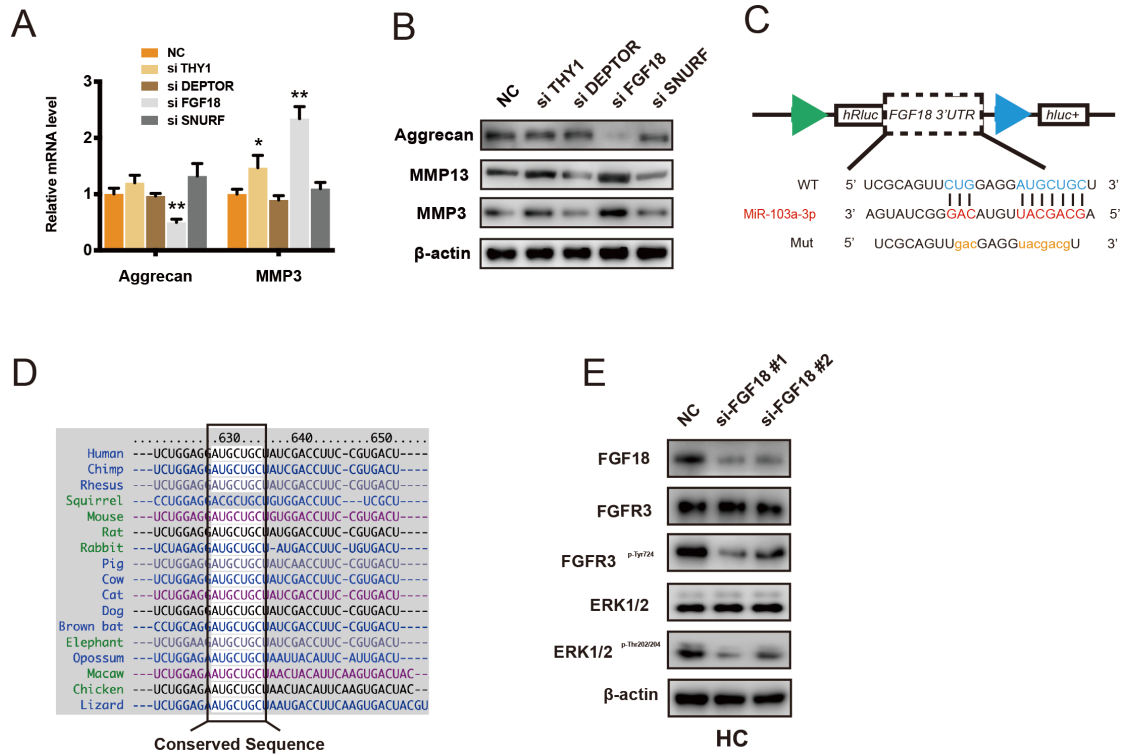 A
NC
si THY1
si DEPTOR
si FGF18
si SNURF
Relative mRNA level
3
2
1
0
**
*
**
Aggrecan
MMP3
B
NC
si THY1
si DEPTOR
si FGF18
si SNURF
Aggrecan
MMP13
MMP3
β-actin
C
hRluc
FGF18 3'UTR
hluc+
WT 5' UCGCAGUUCUGGAGGAUGCUGCU 3'
MiR-103a-3p 3' AGUAUCGGGACAUGUUACGACGA 5'
Mut 5' UCGCAGUUgacGAGGuacgacgU 3'
D
..........630.......640.......650......
Human ---UCUGGAGGAUGCUGCUAUCGACCUUC-CGUGACU----
Chimp ---UCUGGAGGAUGCUGCUAUCGACCUUC-CGUGACU----
Rhesus ---UCUGGAGGAUGCUGCUAUCGACCUUC-CGUGACU----
Squirrel ---CCUGGAGGACGCUGCUGUGGACCUUC---UCGCU----
Mouse ---UCUGGAGGAUGCUGCUGUGGACCUUC-CGUGACU----
Rat ---UCUGGAGGAUGCUGCUAUGGACCUUC-CGUGACU----
Rabbit ---UCUAGAGGAUGCUGCU-AUGACCUUC-UGUGACU----
Pig ---UCUGGAGGAUGCUGCUAUCAACCUUC-CGUGACU----
Cow ---UCUGGAGGAUGCUGCUAUCGACCUUC-CGUGACU----
Cat ---UCUGGAGGAUGCUGCUAUCGACCUUC-CGUGACU----
Dog ---UCUGGAGGAUGCUGCUAUCGACCUUC-CGUGACU----
Brown bat ---CCUGCAGGAUGCUGCUAUCGACCUUC-CGUGACU----
Elephant ---UCUGGAAGAUGCUGCUAUCGACCUUC-CGUGACU----
Opossum ---UCUGGAGAAUGCUGCUAAUUACAUUC-AUUGACU----
Macaw ---UCUGGAGAAUGCUGCUAACUACAUUCAAGUGACUAC--
Chicken ---UCUGGAGAAUGCUGCUAACUACAUUCAAGUGACUAC--
Lizard ---UCUGGAGAAUGCUGCUAAUGACCUUCAAGUGACUACGU
Conserved Sequence
E
NC
si-FGF18 #1
si-FGF18 #2
FGF18
FGFR3
FGFR3 p-Tyr724
ERK1/2
ERK1/2 p-Thr202/204
β-actin
HC